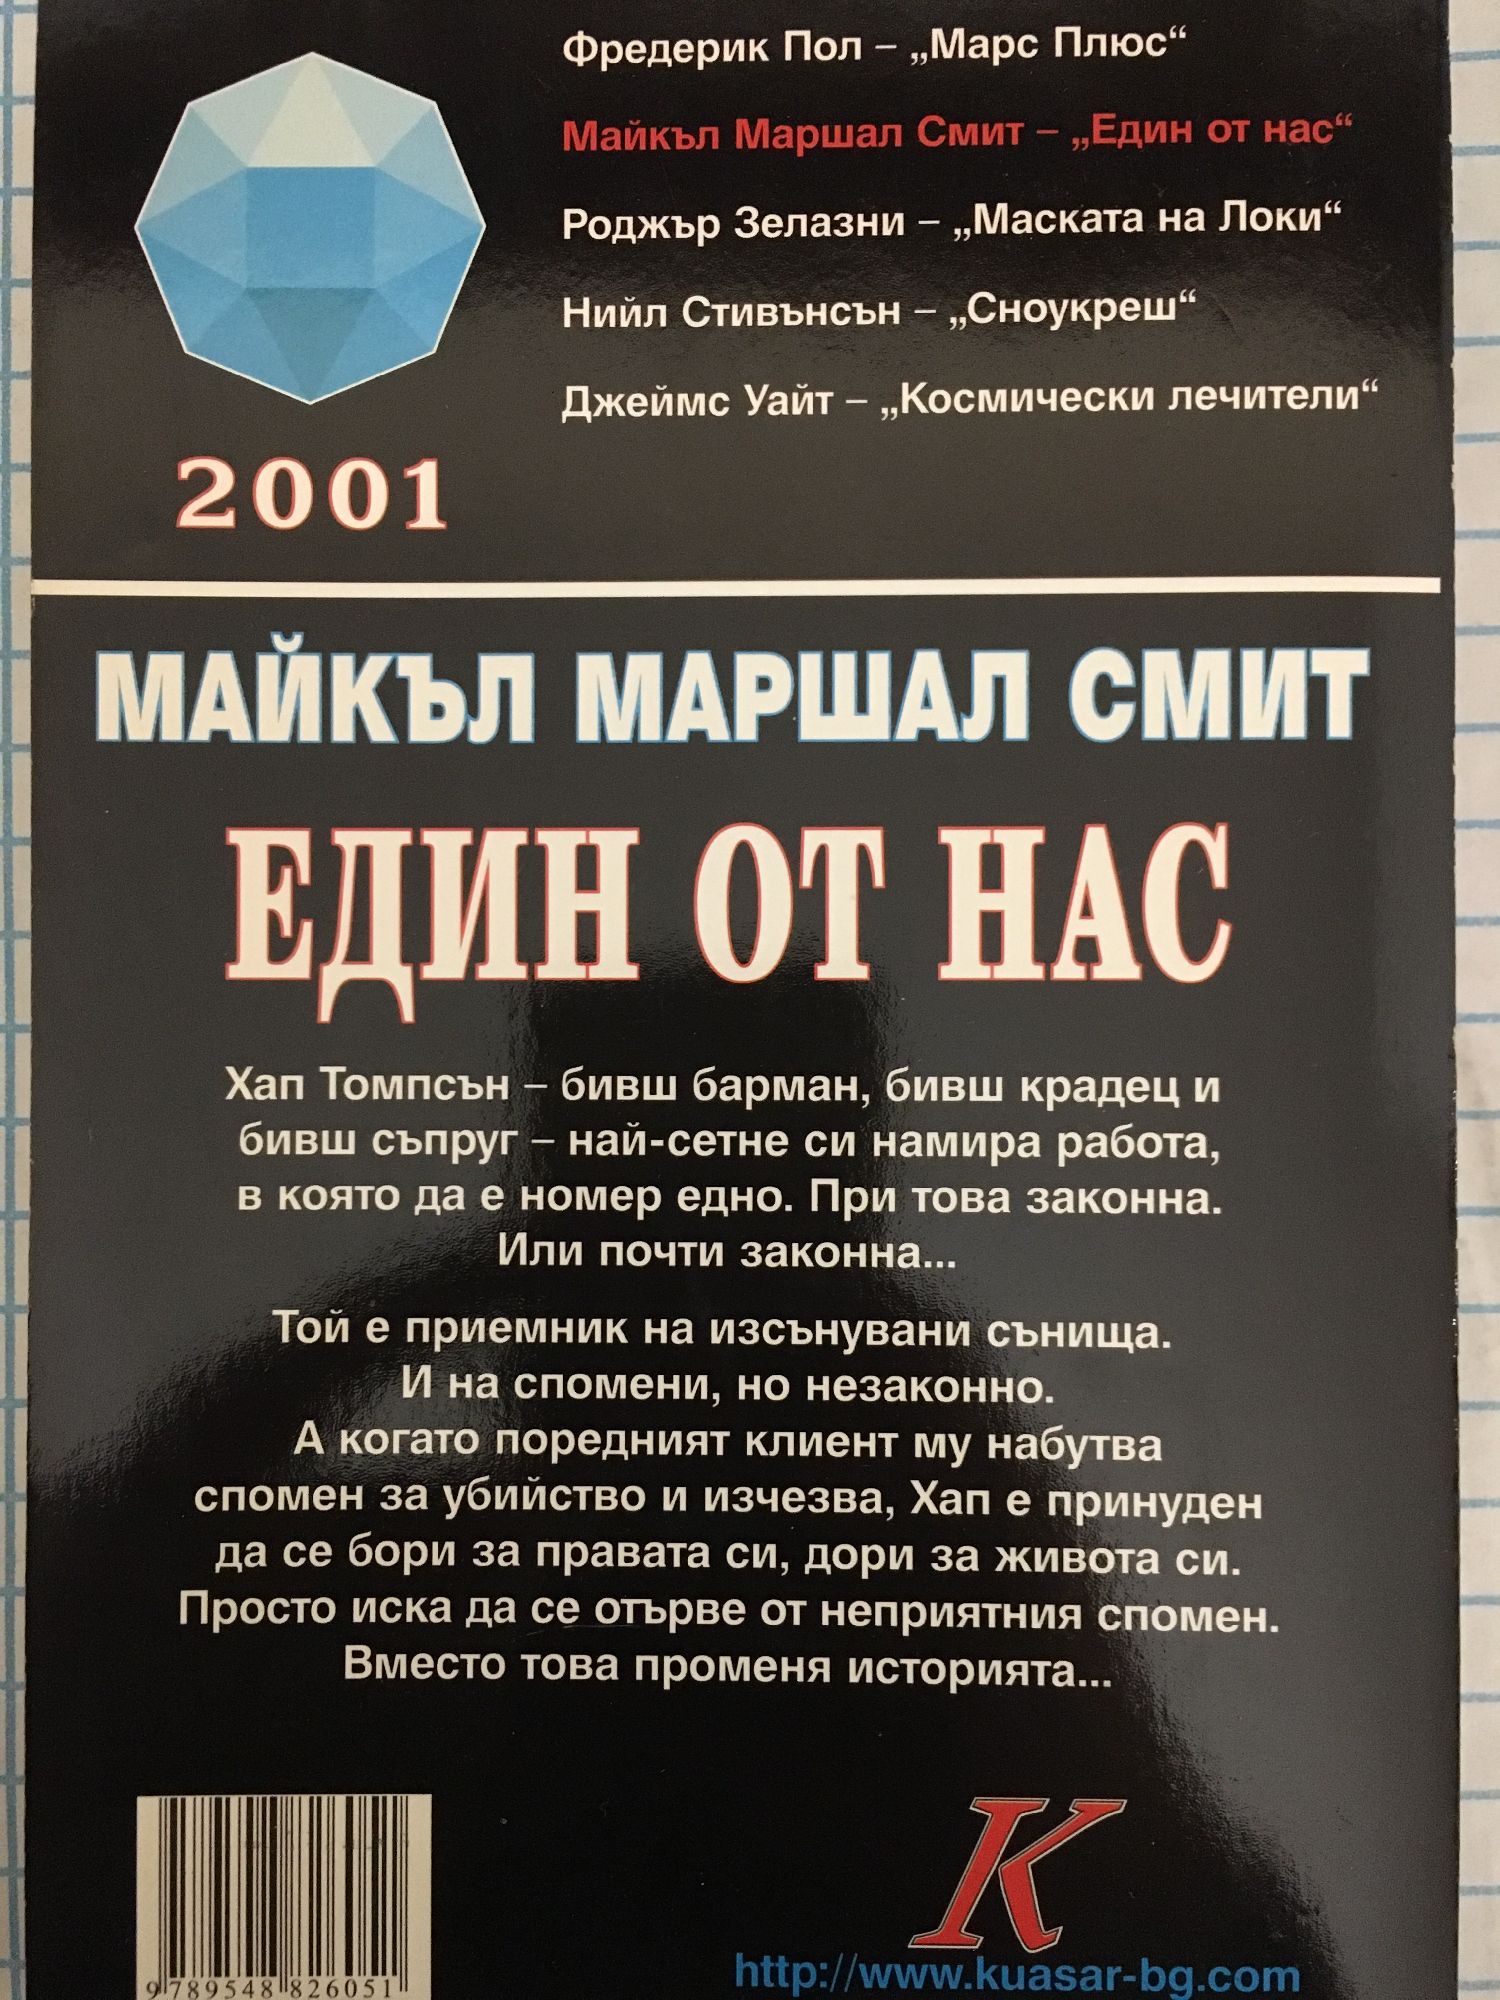 Фредерик Пол – „Марс Плюс“
Майкъл Маршал Смит – „Един от нас“
Роджър Зелазни – „Маската на Локи“
Нийл Стивънсън – „Сноукреш“
Джеймс Уайт – „Космически лечители“
2001
МАЙКЪЛ МАРШАЛ СМИТ
ЕДИН ОТ НАС
Хап Томпсън – бивш барман, бивш крадец и
бивш съпруг – най-сетне си намира работа,
в която да е номер едно. При това законна.
Или почти законна...
Той е приемник на изсънувани сънища.
И на спомени, но незаконно.
А когато поредният клиент му набутва
спомен за убийство и изчезва, Хап е принуден
да се бори за правата си, дори за живота си.
Просто иска да се отърве от неприятния спомен.
Вместо това променя историята...
K
9 789548 826051
http://www.kuasar-bg.com